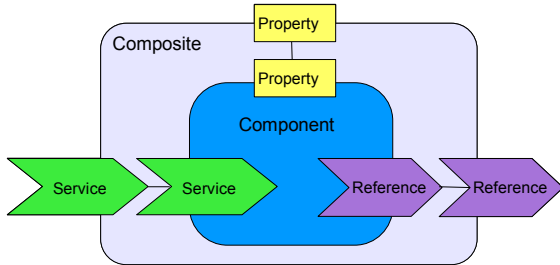 Property
Composite
Property
Component
Service
Service
Reference
Reference